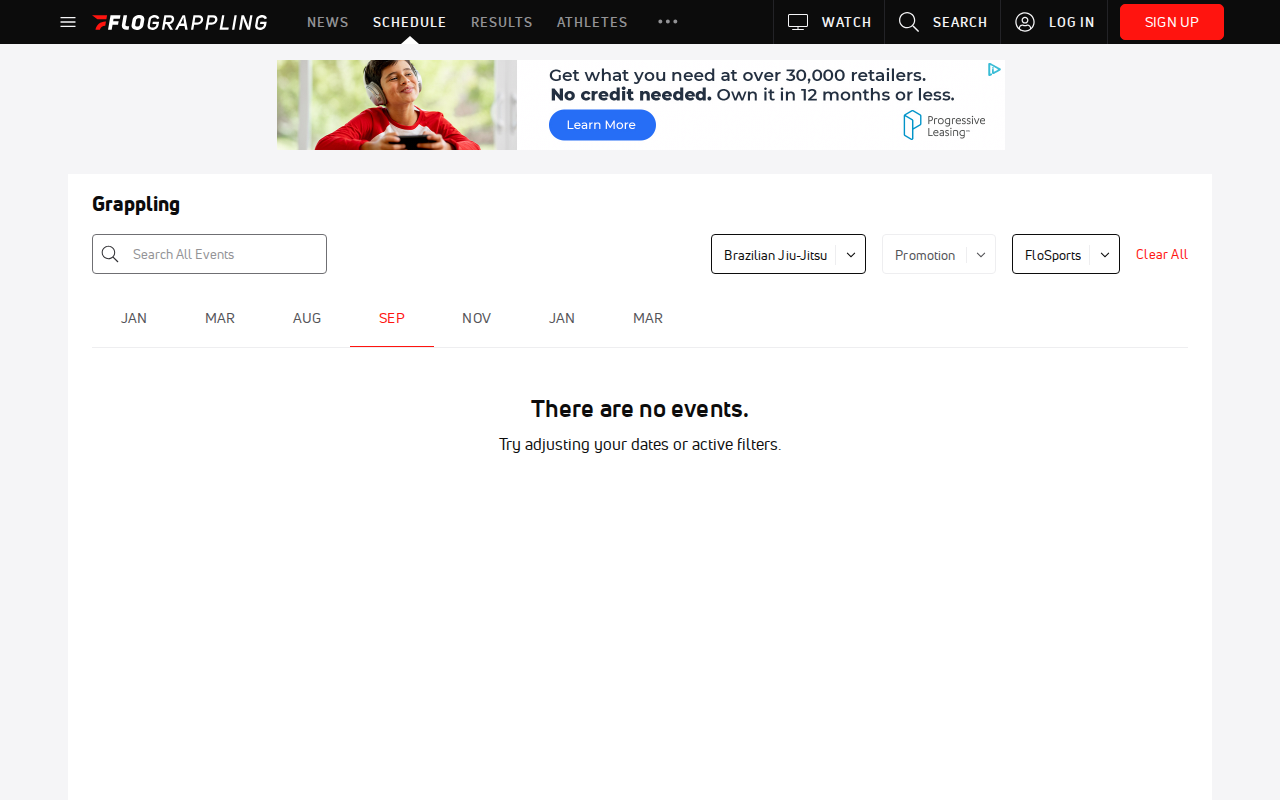 FLOGRAPPLING
NEWS
SCHEDULE
RESULTS
ATHLETES
WATCH
SEARCH
LOG IN
SIGN UP
Get what you need at over 30,000 retailers.
No credit needed. Own it in 12 months or less.
Learn More
Progressive
Leasing
Grappling
Search All Events
Brazilian Jiu-Jitsu
Promotion
FloSports
Clear All
JAN
MAR
AUG
SEP
NOV
JAN
MAR
There are no events.
Try adjusting your dates or active filters.